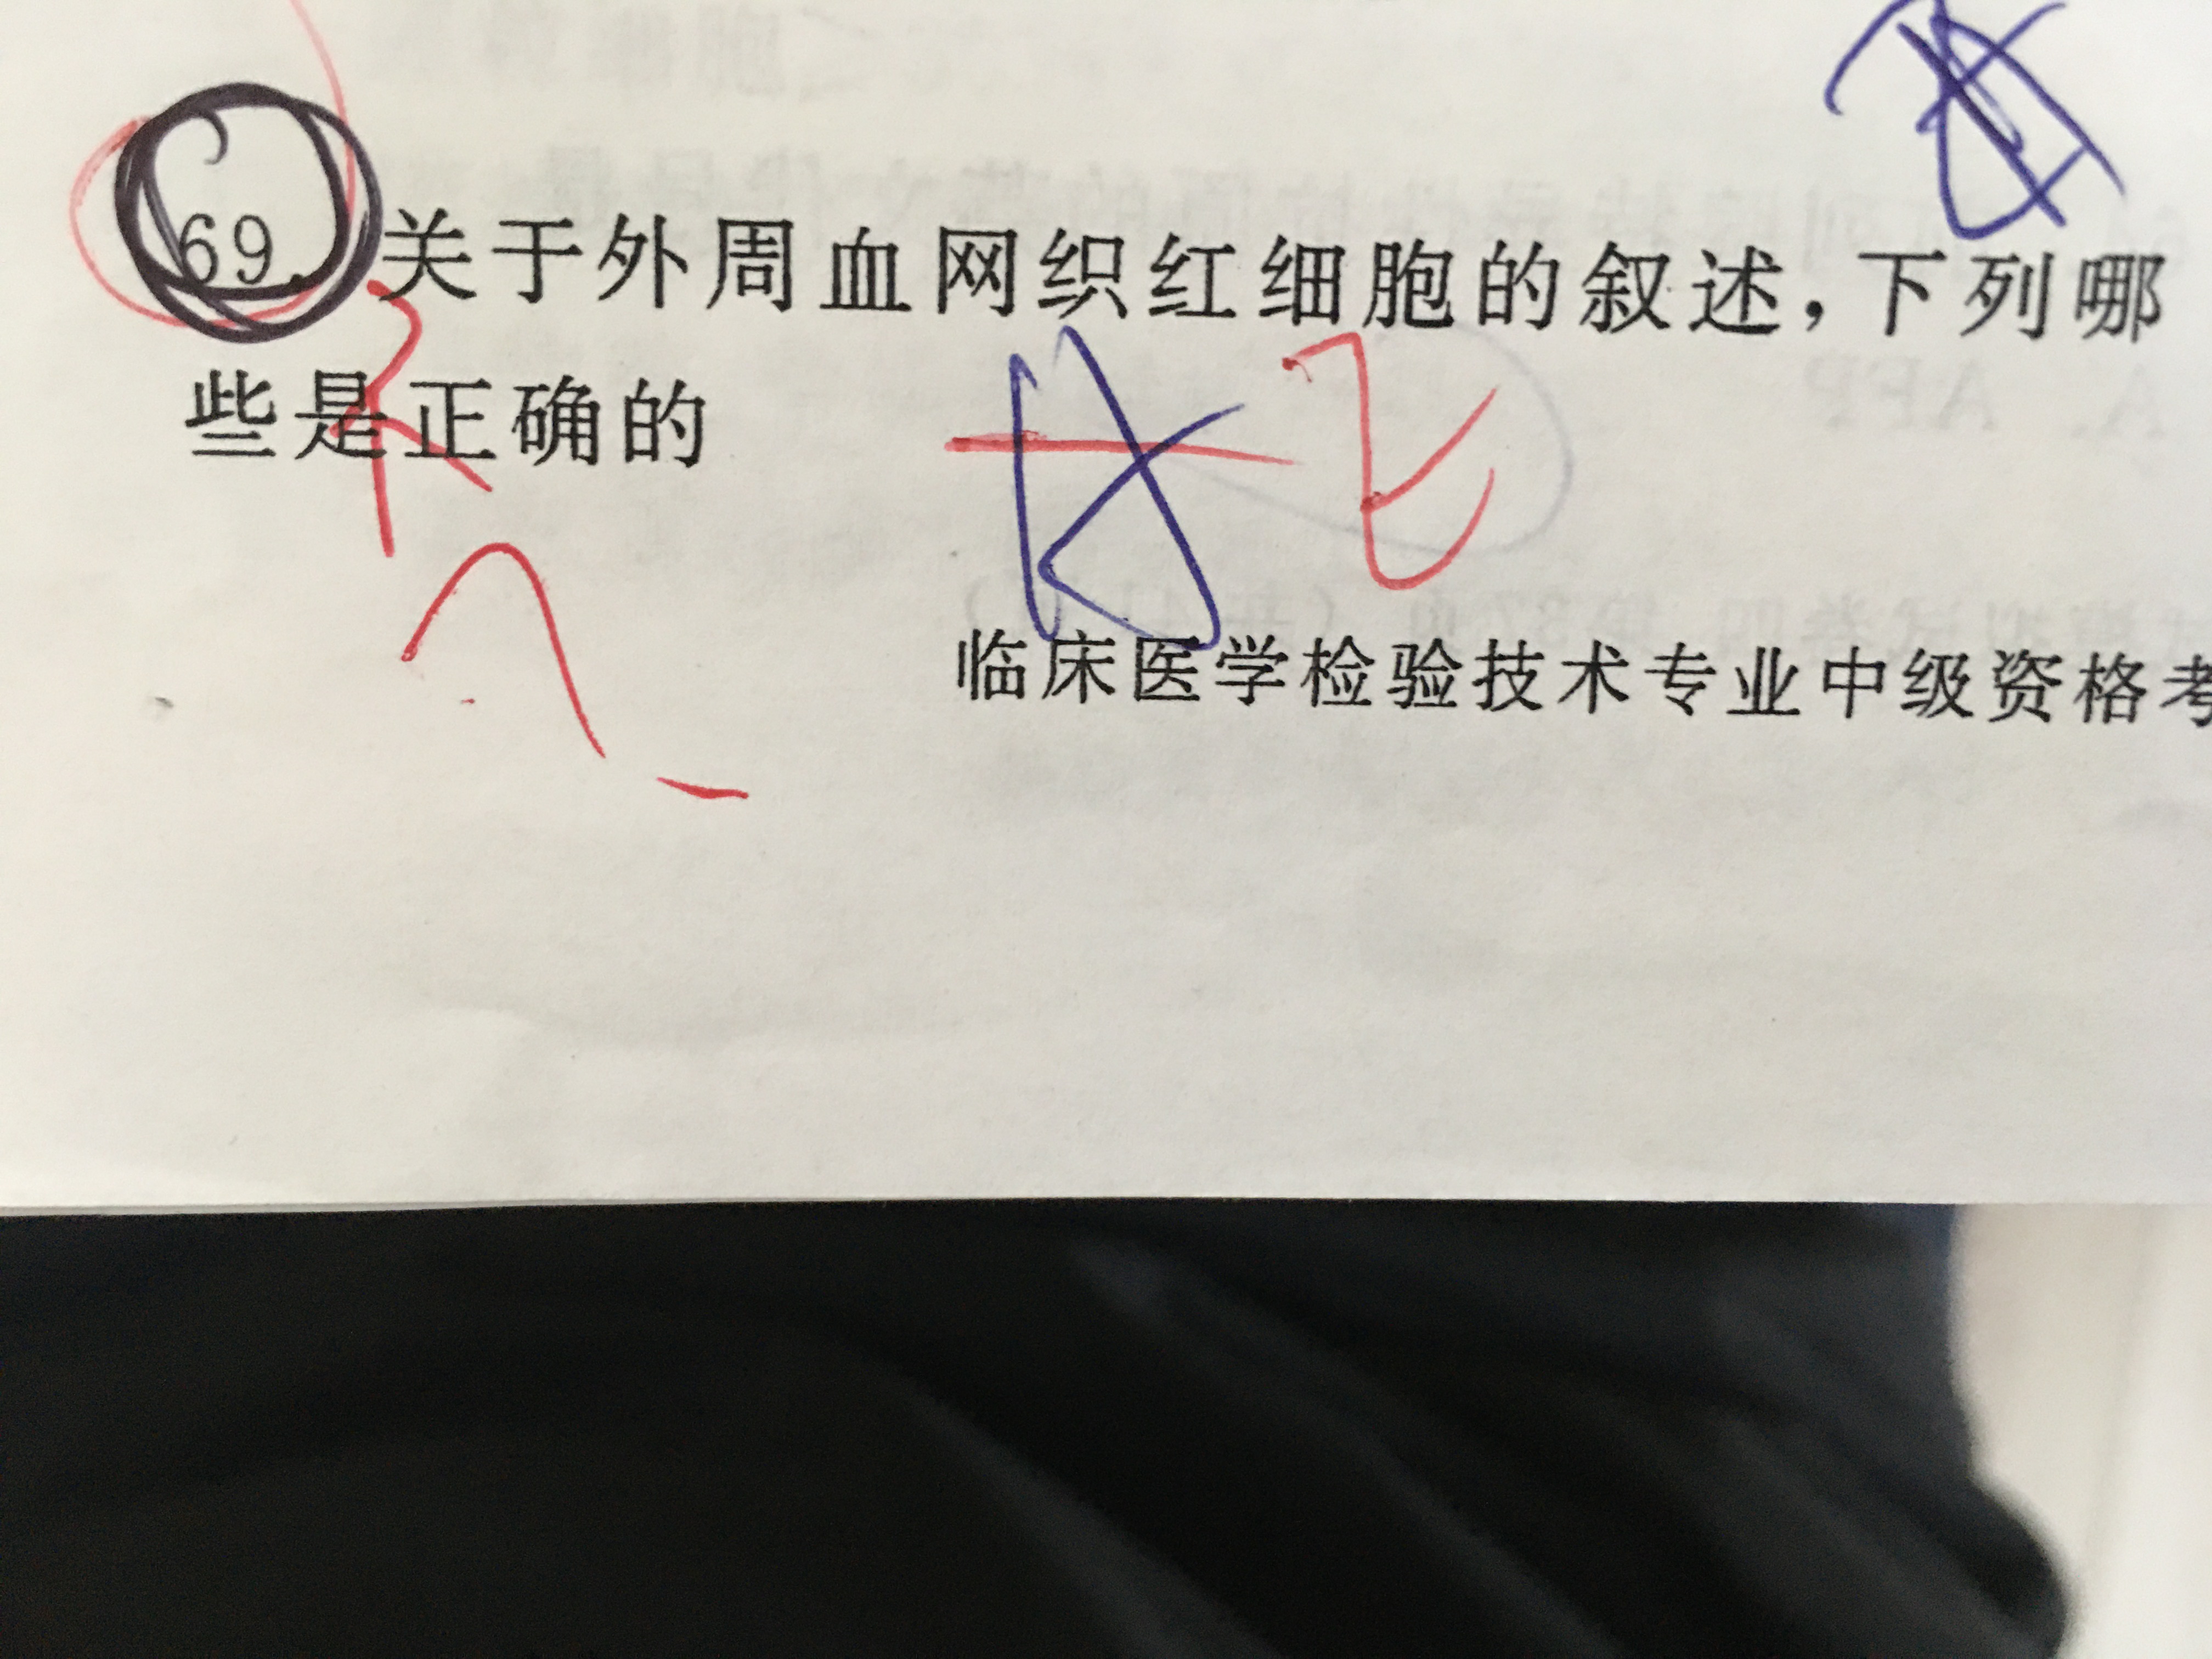 69. 关于外周血网织红细胞的叙述，下列哪
些是正确的
临床医学检验技术专业中级资格考